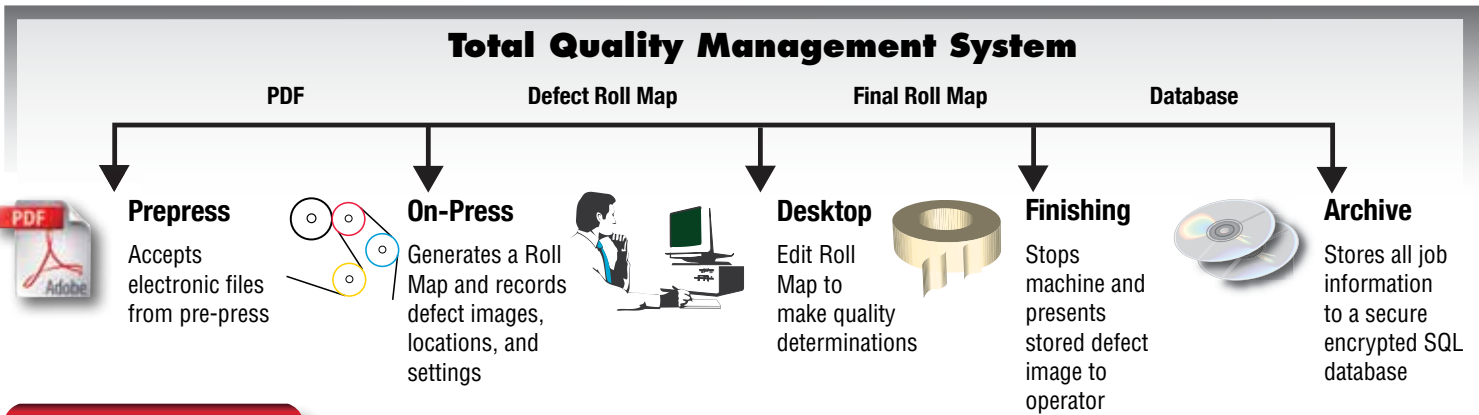 Total Quality Management System
PDF
Defect Roll Map
Final Roll Map
Database
PDF
Adobe
Prepress
Accepts
electronic files
from pre-press
On-Press
Generates a Roll
Map and records
defect images,
locations, and
settings
Desktop
Edit Roll
Map to
make quality
determinations
Finishing
Stops
machine and
presents
stored defect
image to
operator
Archive
Stores all job
information
to a secure
encrypted SQL
database